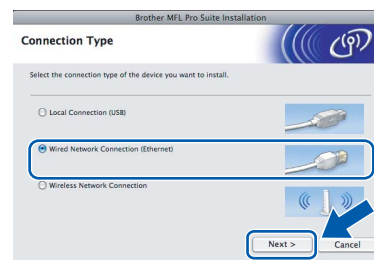 Brother MFL Pro Suite Installation
Connection Type
Select the connection type of the device you want to install.
Local Connection (USB)
Wired Network Connection (Ethernet)
Wireless Network Connection
Next >
Cancel